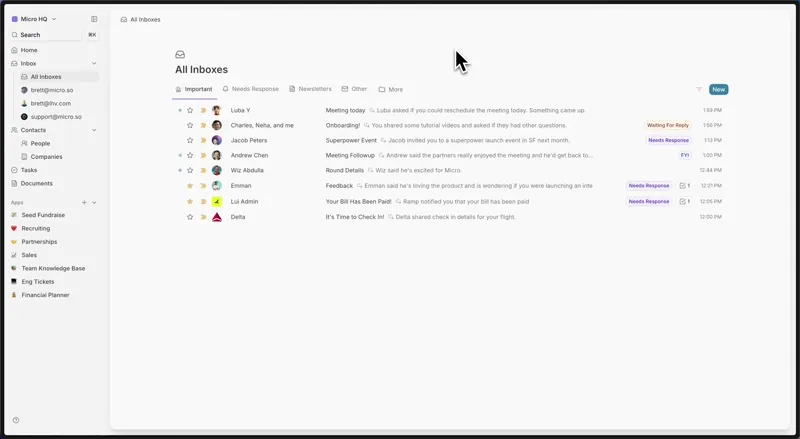 Micro HQ
Search
⌘K
Home
Inbox
All Inboxes
brett@micro.so
brett@lhv.com
support@micro.so
Contacts
People
Companies
Tasks
Documents
Apps
Seed Fundraise
Recruiting
Partnerships
Sales
Team Knowledge Base
Eng Tickets
Financial Planner
All Inboxes
All Inboxes
Important
Needs Response
Newsletters
Other
More
New
Luba Y Meeting today Luba asked if you could reschedule the meeting today. Something came up. 1:59 PM
Charles, Neha, and me Onboarding! You shared some tutorial videos and asked if they had other questions. Waiting For Reply 1:50 PM
Jacob Peters Superpower Event Jacob invited you to a superpower launch event in SF next month. Needs Response 1:13 PM
Andrew Chen Meeting Followup Andrew said the partners really enjoyed the meeting and he'd get back to... FYI 1:00 PM
Wiz Abdulla Round Details Wiz said he's excited for Micro. 12:44 PM
Emman Feedback Emman said he's loving the product and is wondering if you were launching an inte Needs Response 1 12:21 PM
Lui Admin Your Bill Has Been Paid! Ramp notified you that your bill has been paid Needs Response 1 12:05 PM
Delta It's Time to Check In! Delta shared check in details for your flight. 12:00 PM